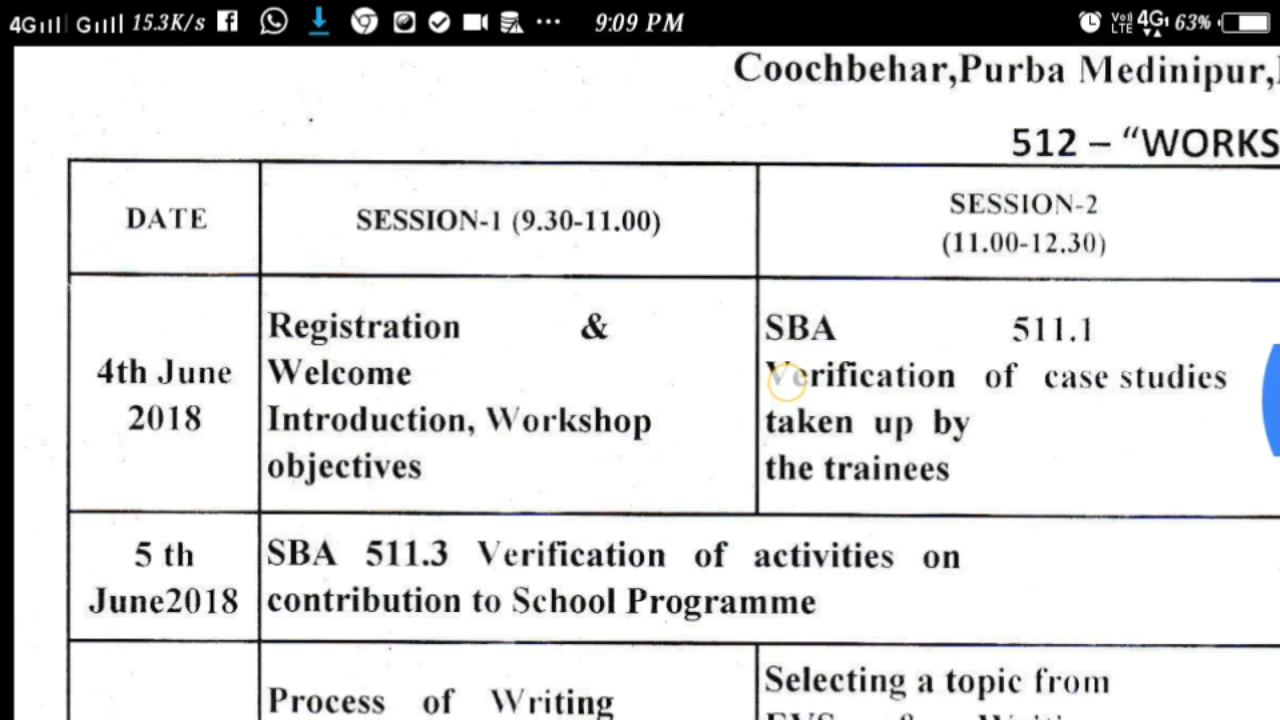 4G G 15.3K/s 9:09 PM VoLTE 4G 63%
Coochbehar,Purba Medinipur,
512 – “WORKS
DATE
SESSION-1 (9.30-11.00)
SESSION-2
(11.00-12.30)
4th June
2018
Registration &
Welcome
Introduction, Workshop
objectives
SBA 511.1
Verification of case studies
taken up by
the trainees
5 th
June2018
SBA 511.3 Verification of activities on
contribution to School Programme
Process of Writing
Selecting a topic from